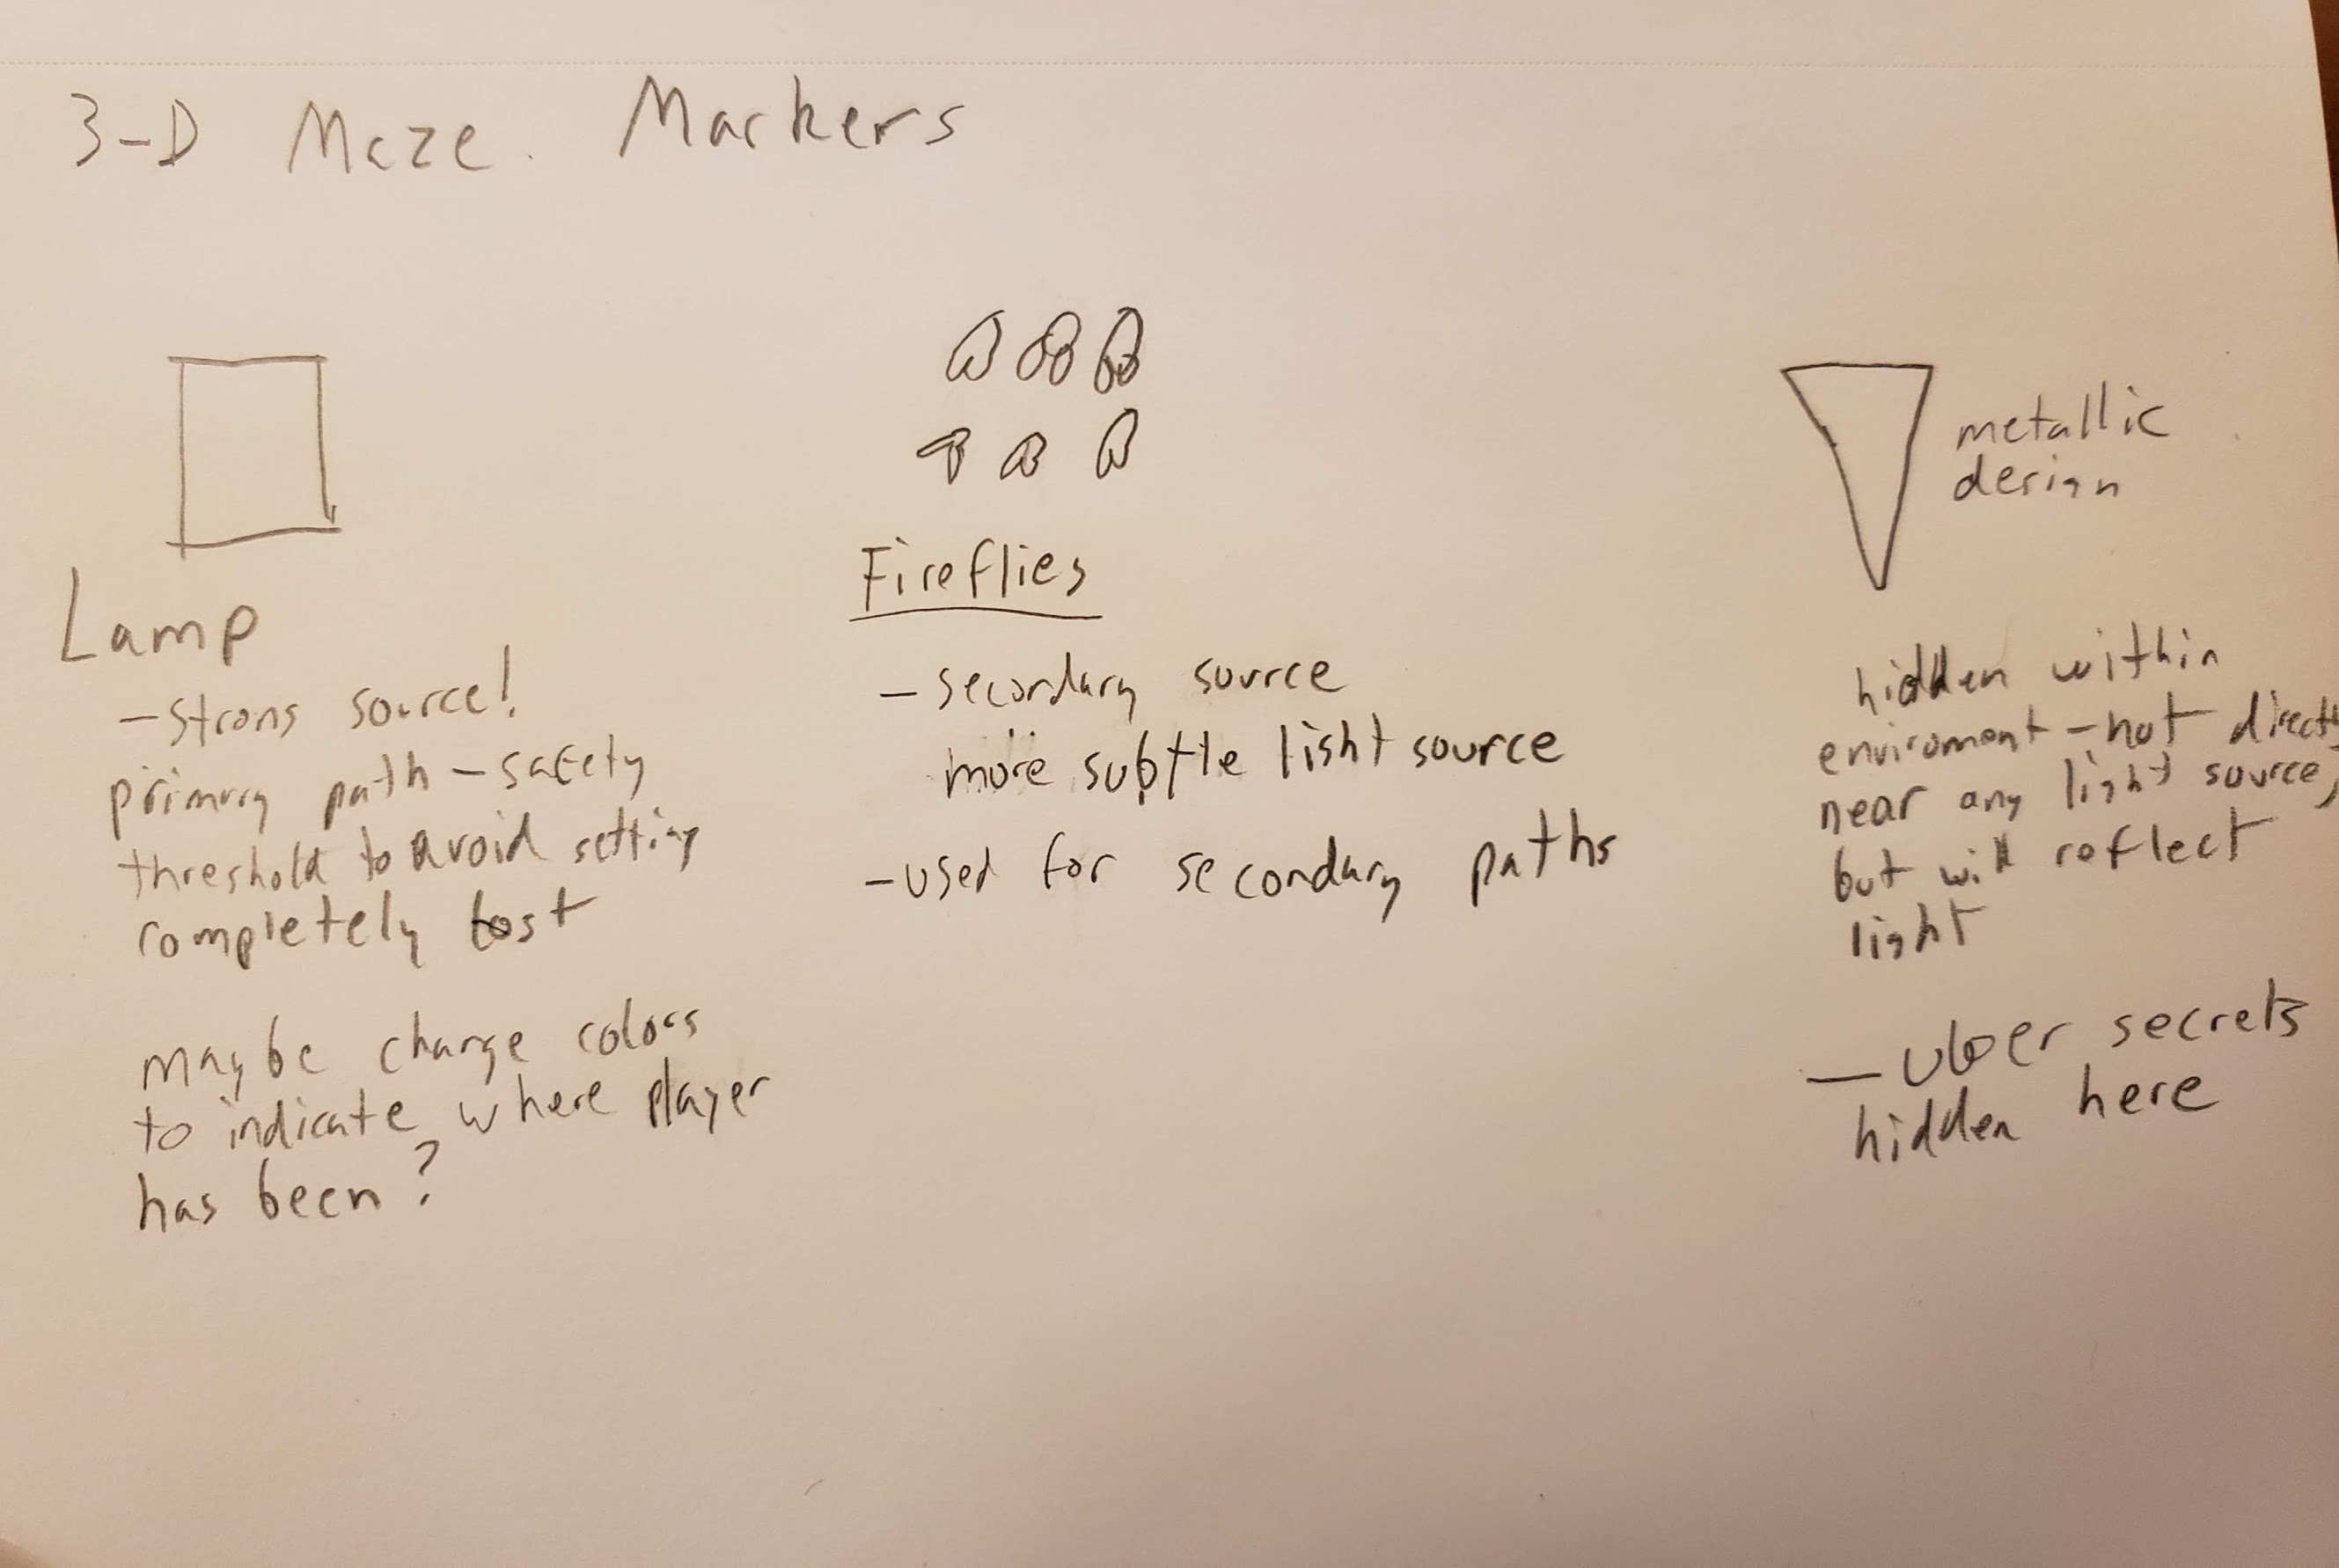 3-D Maze Markers
Lamp
- Strong source!
primary path - safety
threshold to avoid getting
completely lost
maybe change colors
to indicate where player
has been?
Fireflies
- secondary source
more subtle light source
- used for secondary paths
metallic
design
hidden within
enviroment - not directly
near any light source,
but will reflect
light
- uber secrets
hidden here